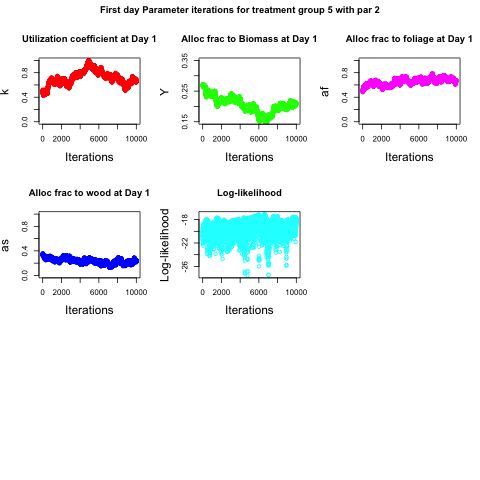 First day Parameter iterations for treatment group 5 with par 2
Utilization coefficient at Day 1
k
0.0 0.4 0.8
0 2000 6000 10000
Iterations
Alloc frac to Biomass at Day 1
Y
0.15 0.25 0.35
0 2000 6000 10000
Iterations
Alloc frac to foliage at Day 1
af
0.0 0.4 0.8
0 2000 6000 10000
Iterations
Alloc frac to wood at Day 1
as
0.0 0.4 0.8
0 2000 6000 10000
Iterations
Log-likelihood
Log-likelihood
-26 -22 -18
0 2000 6000 10000
Iterations